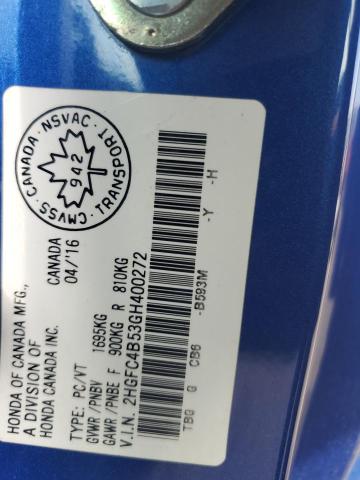 HONDA OF CANADA MFG.,
A DIVISION OF
HONDA CANADA INC.
CANADA
04/'16
TYPE: PC/VT
GVWR/PNBV 1695KG
GAWR/PNBE F 900KG R 810KG
V.I.N. 2HGFC4B53GH400272
TBG G CB6 -B593M -Y -H
CANADA · NSVAC · TRANSPORT · CMVSS ·
942